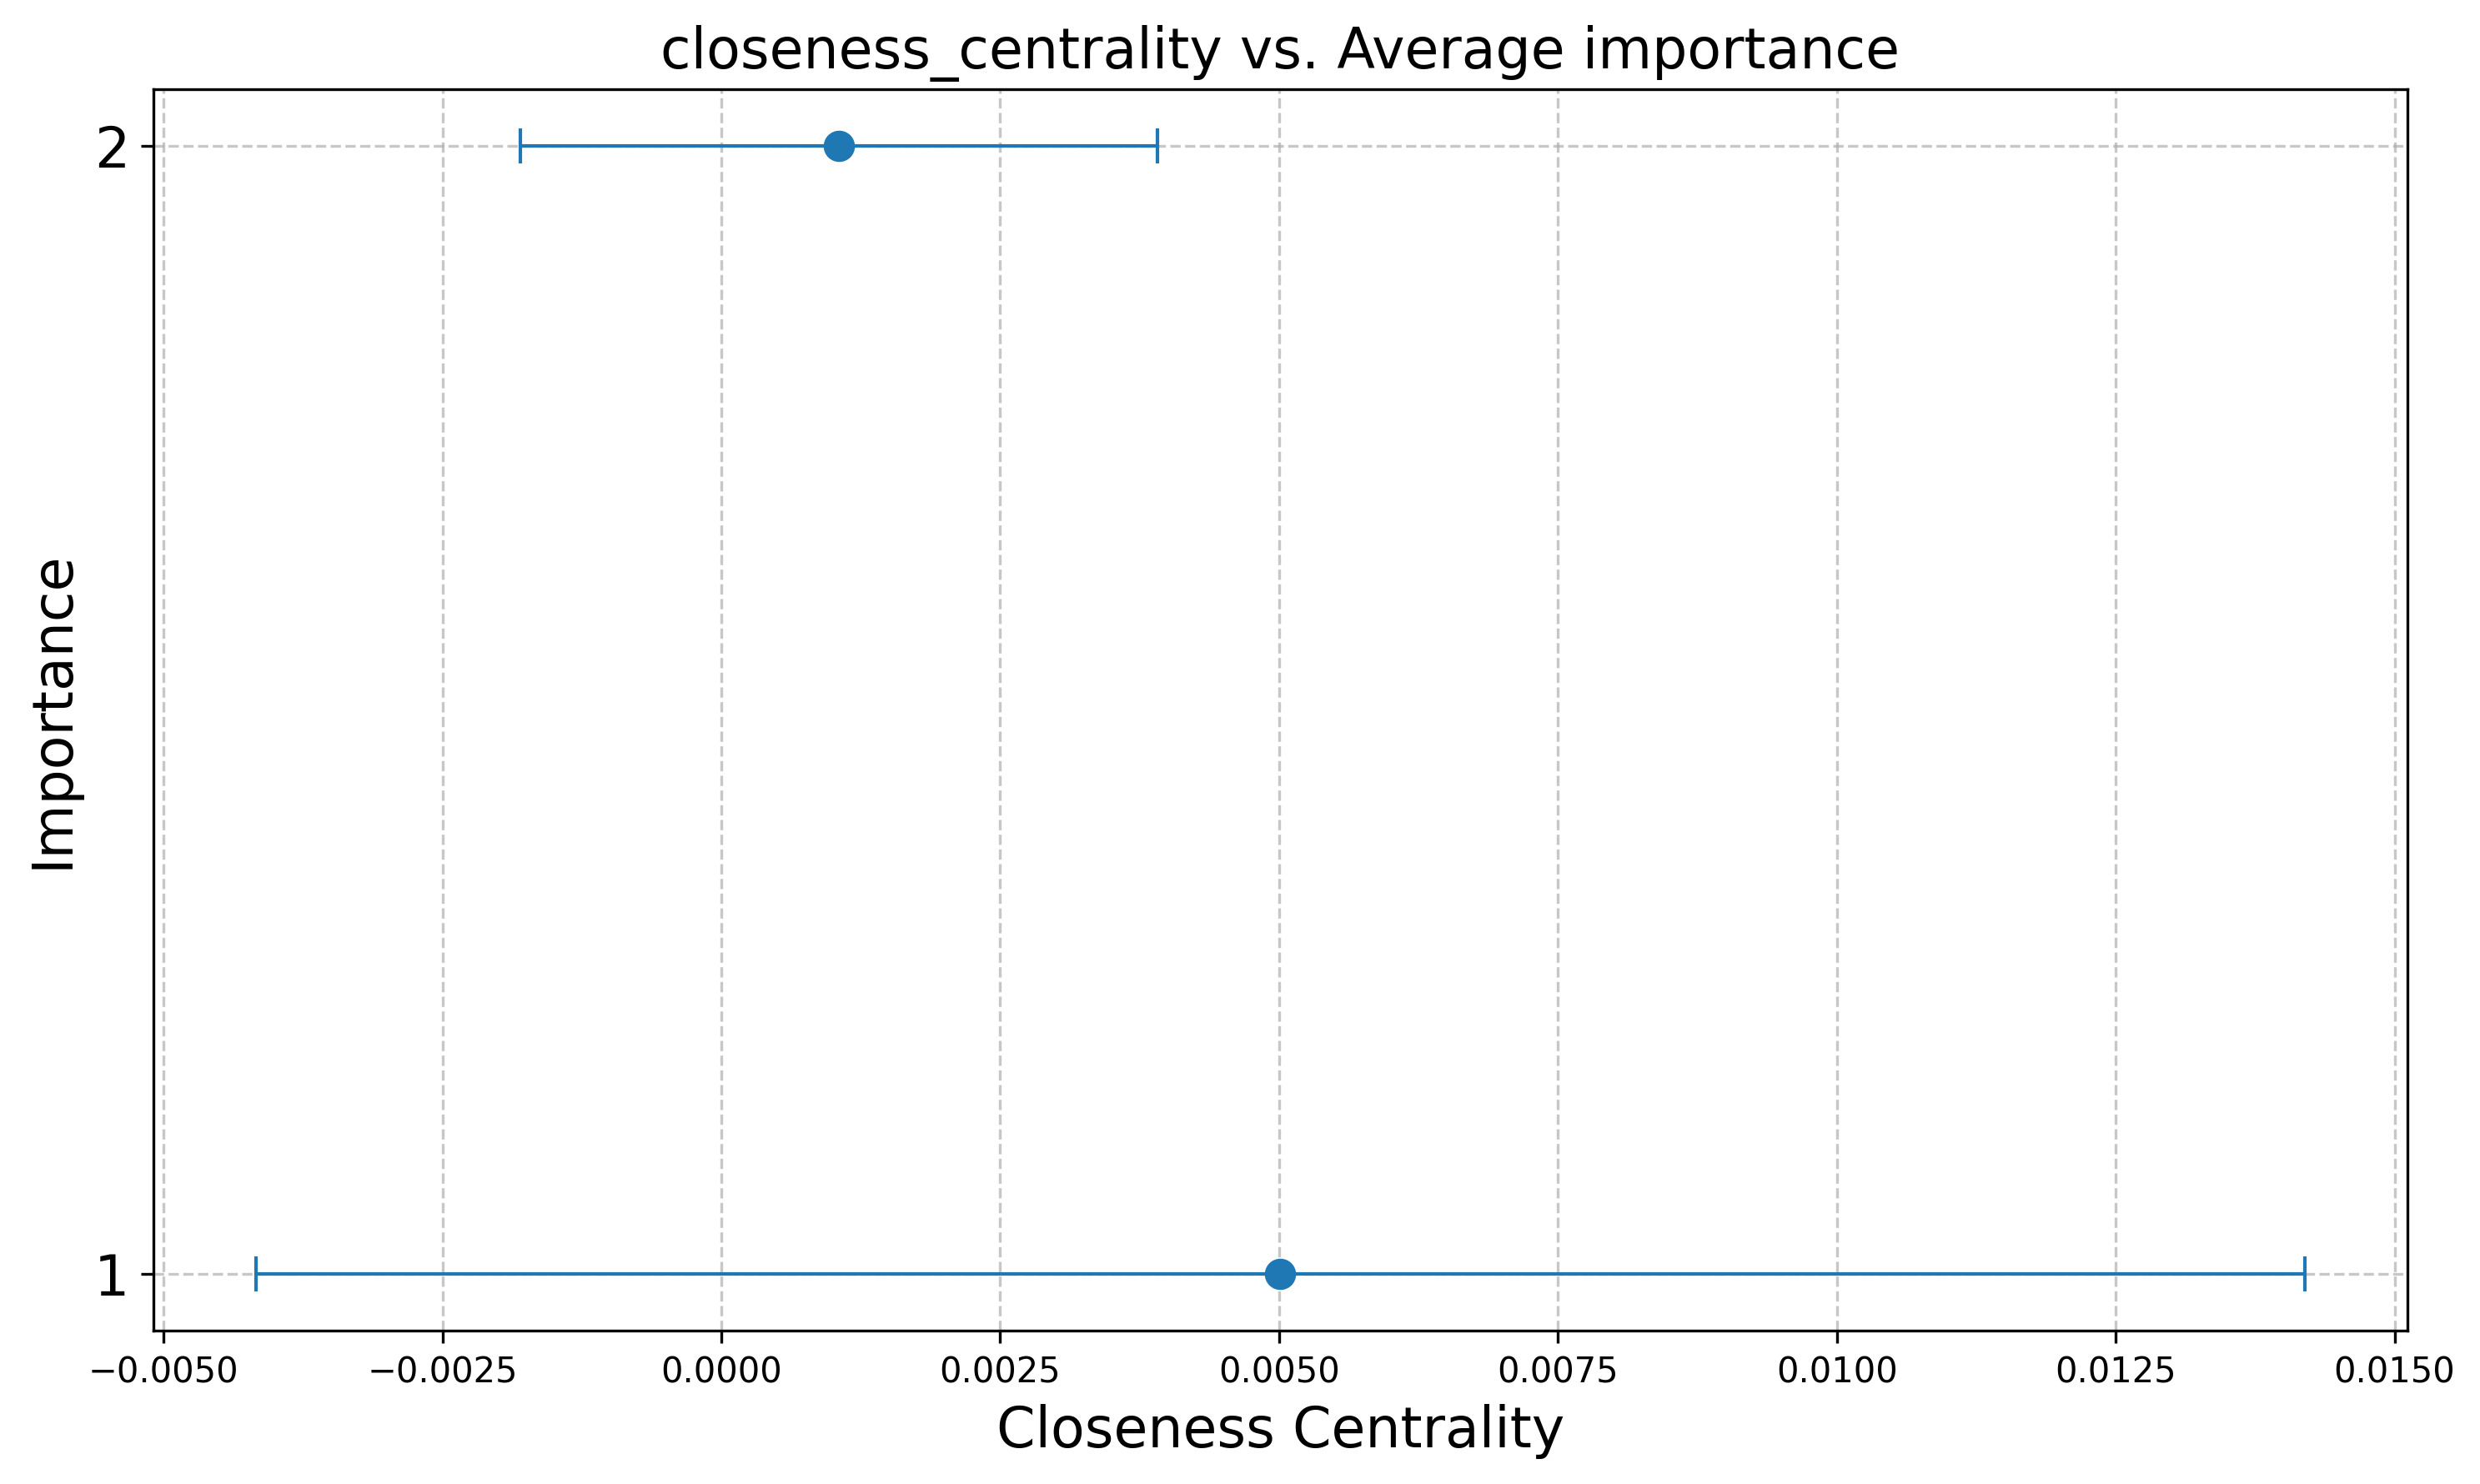 closeness_centrality vs. Average importance
2
Importance
1
−0.0050 −0.0025 0.0000 0.0025 0.0050 0.0075 0.0100 0.0125 0.0150
Closeness Centrality